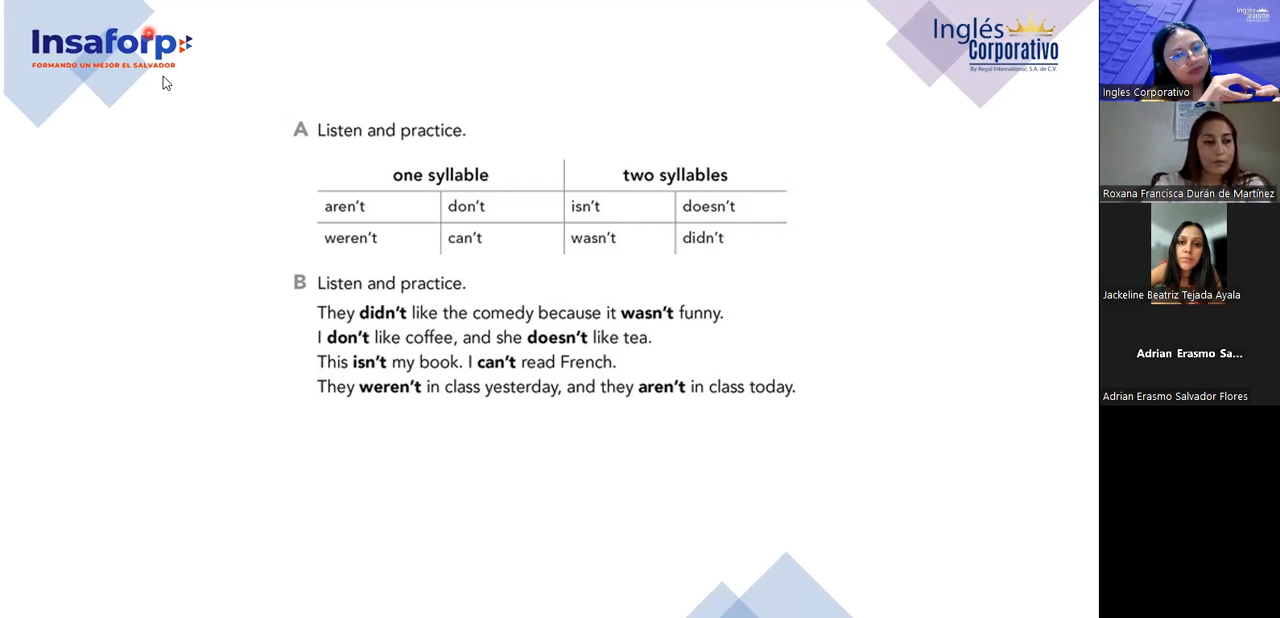 Insaforp
FORMANDO UN MEJOR EL SALVADOR
Inglés
Corporativo
By Regal International, S.A. de C.V.
A Listen and practice.
one syllable two syllables
aren't don't isn't doesn't
weren't can't wasn't didn't
B Listen and practice.
They didn't like the comedy because it wasn't funny.
I don't like coffee, and she doesn't like tea.
This isn't my book. I can't read French.
They weren't in class yesterday, and they aren't in class today.
Ingles Corporativo
Roxana Francisca Durán de Martínez
Jackeline Beatriz Tejada Ayala
Adrian Erasmo Sa...
Adrian Erasmo Salvador Flores